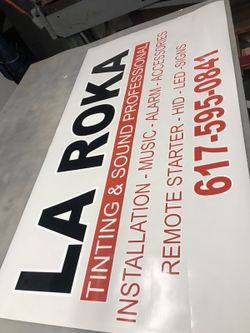 LA ROKA
TINTING & SOUND PROFESSIONAL
INSTALLATION - MUSIC - ALARM - ACCESSORIES
REMOTE STARTER - HID - LED -SIGNS
617-595-0841